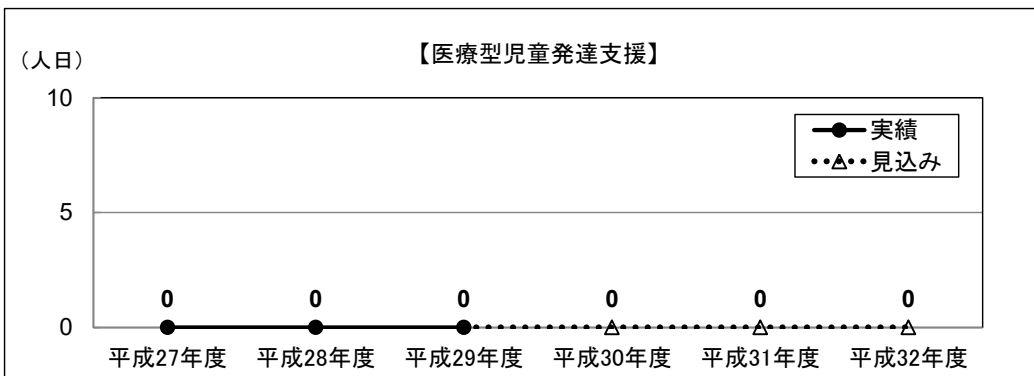 【医療型児童発達支援】
（人日）
10
5
0
実績
見込み
0 0 0 0 0 0
平成27年度 平成28年度 平成29年度 平成30年度 平成31年度 平成32年度